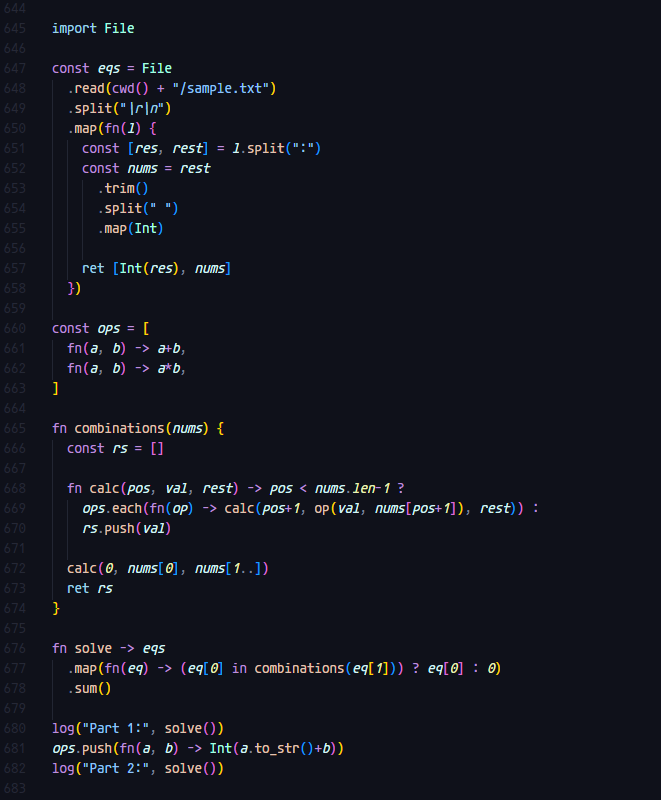 644
645 import File
646
647 const eqs = File
648 .read(cwd() + "/sample.txt")
649 .split("\r\n")
650 .map(fn(l) {
651 const [res, rest] = l.split(":")
652 const nums = rest
653 .trim()
654 .split(" ")
655 .map(Int)
656
657 ret [Int(res), nums]
658 })
659
660 const ops = [
661 fn(a, b) -> a+b,
662 fn(a, b) -> a*b,
663 ]
664
665 fn combinations(nums) {
666 const rs = []
667
668 fn calc(pos, val, rest) -> pos < nums.len-1 ?
669 ops.each(fn(op) -> calc(pos+1, op(val, nums[pos+1]), rest)) :
670 rs.push(val)
671
672 calc(0, nums[0], nums[1..])
673 ret rs
674 }
675
676 fn solve -> eqs
677 .map(fn(eq) -> (eq[0] in combinations(eq[1])) ? eq[0] : 0)
678 .sum()
679
680 log("Part 1:", solve())
681 ops.push(fn(a, b) -> Int(a.to_str()+b))
682 log("Part 2:", solve())
683